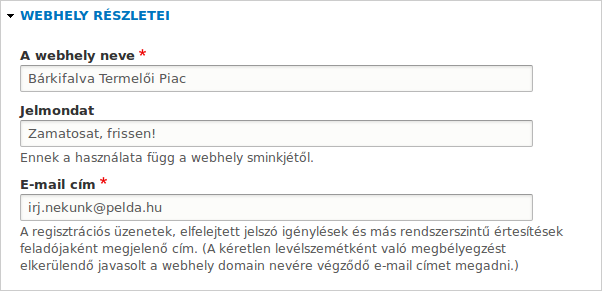 WEBHELY RÉSZLETEI
A webhely neve *
Bárkifalva Termelői Piac
Jelmondat
Zamatosat, frissen!
Ennek a használata függ a webhely sminkjétől.
E-mail cím *
irj.nekunk@pelda.hu
A regisztrációs üzenetek, elfelejtett jelszó igénylések és más rendszerszintű értesítések
feladójaként megjelenő cím. (A kéretlen levélszemétként való megbélyegzést
elkerülendő javasolt a webhely domain nevére végződő e-mail címet megadni.)